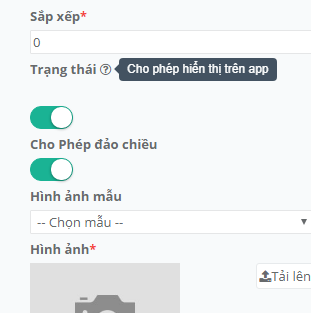 Sắp xếp*
0
Trạng thái Cho phép hiển thị trên app
Cho Phép đảo chiều
Hình ảnh mẫu
-- Chọn mẫu --
Hình ảnh*
Tải lên